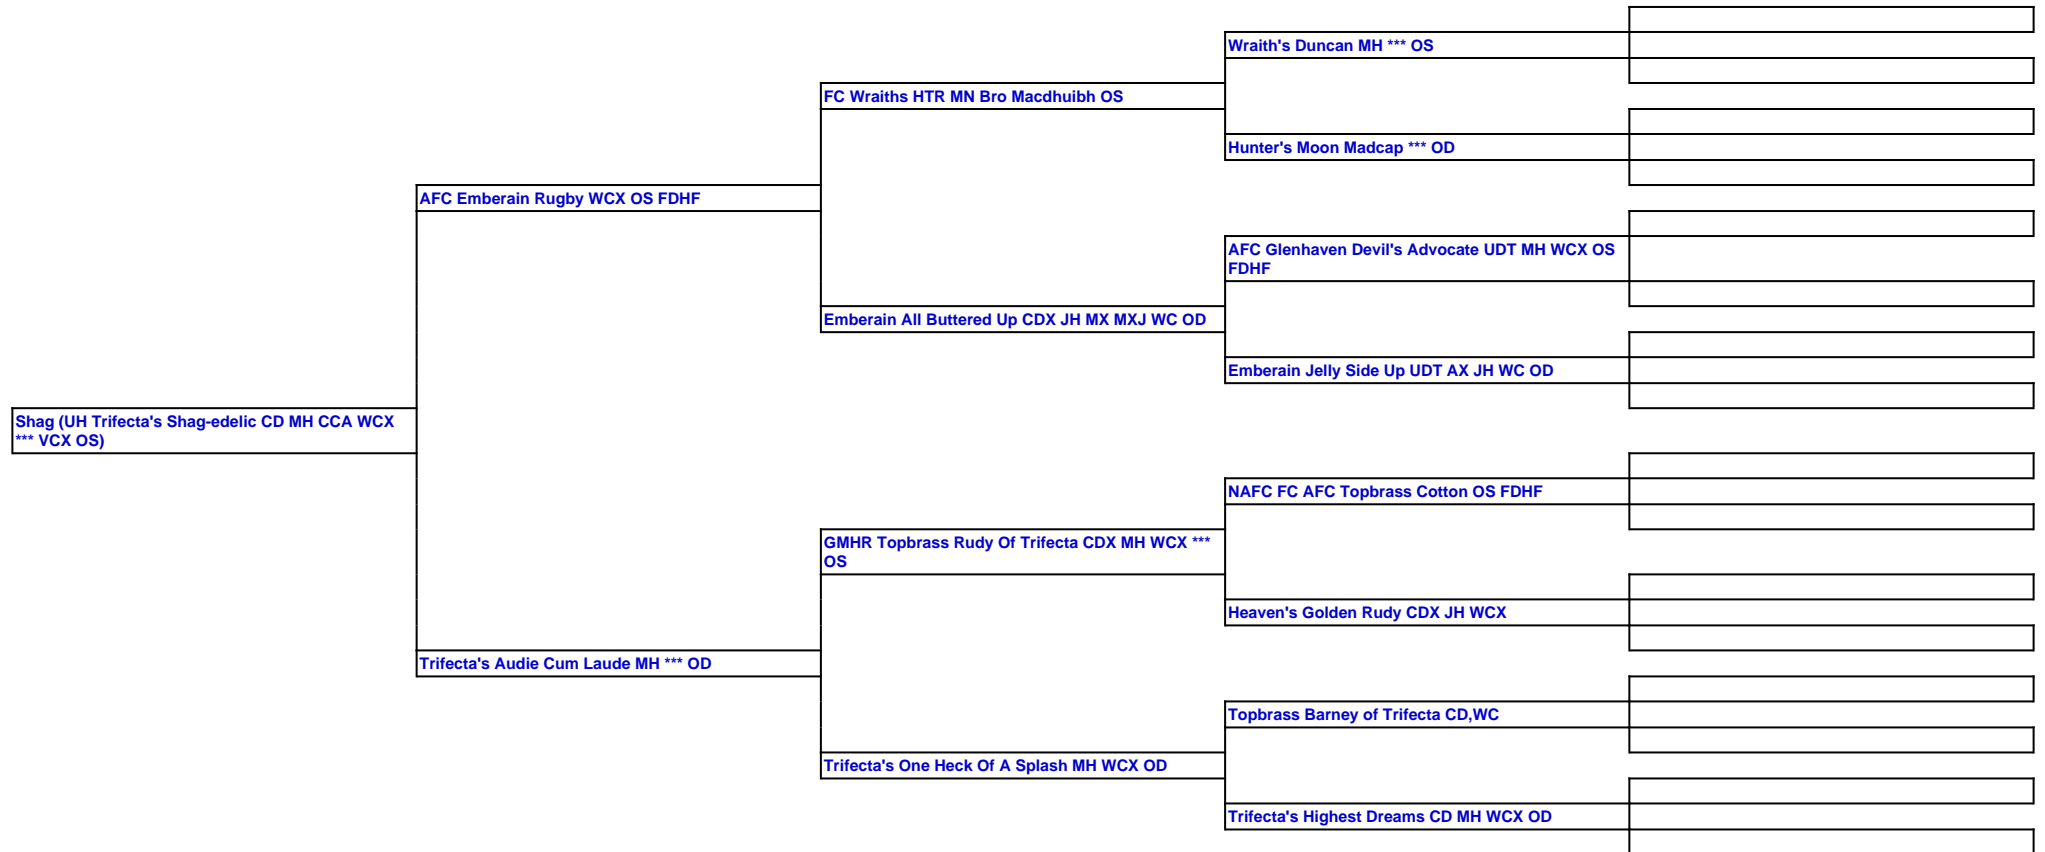 Wraith's Duncan MH *** OS
FC Wraiths HTR MN Bro Macdhuibh OS
Hunter's Moon Madcap *** OD
AFC Emberain Rugby WCX OS FDHF
AFC Glenhaven Devil's Advocate UDT MH WCX OS
FDHF
Emberain All Buttered Up CDX JH MX MXJ WC OD
Emberain Jelly Side Up UDT AX JH WC OD
Shag (UH Trifecta's Shag-edelic CD MH CCA WCX
*** VCX OS)
NAFC FC AFC Topbrass Cotton OS FDHF
GMHR Topbrass Rudy Of Trifecta CDX MH WCX ***
OS
Heaven's Golden Rudy CDX JH WCX
Trifecta's Audie Cum Laude MH *** OD
Topbrass Barney of Trifecta CD,WC
Trifecta's One Heck Of A Splash MH WCX OD
Trifecta's Highest Dreams CD MH WCX OD